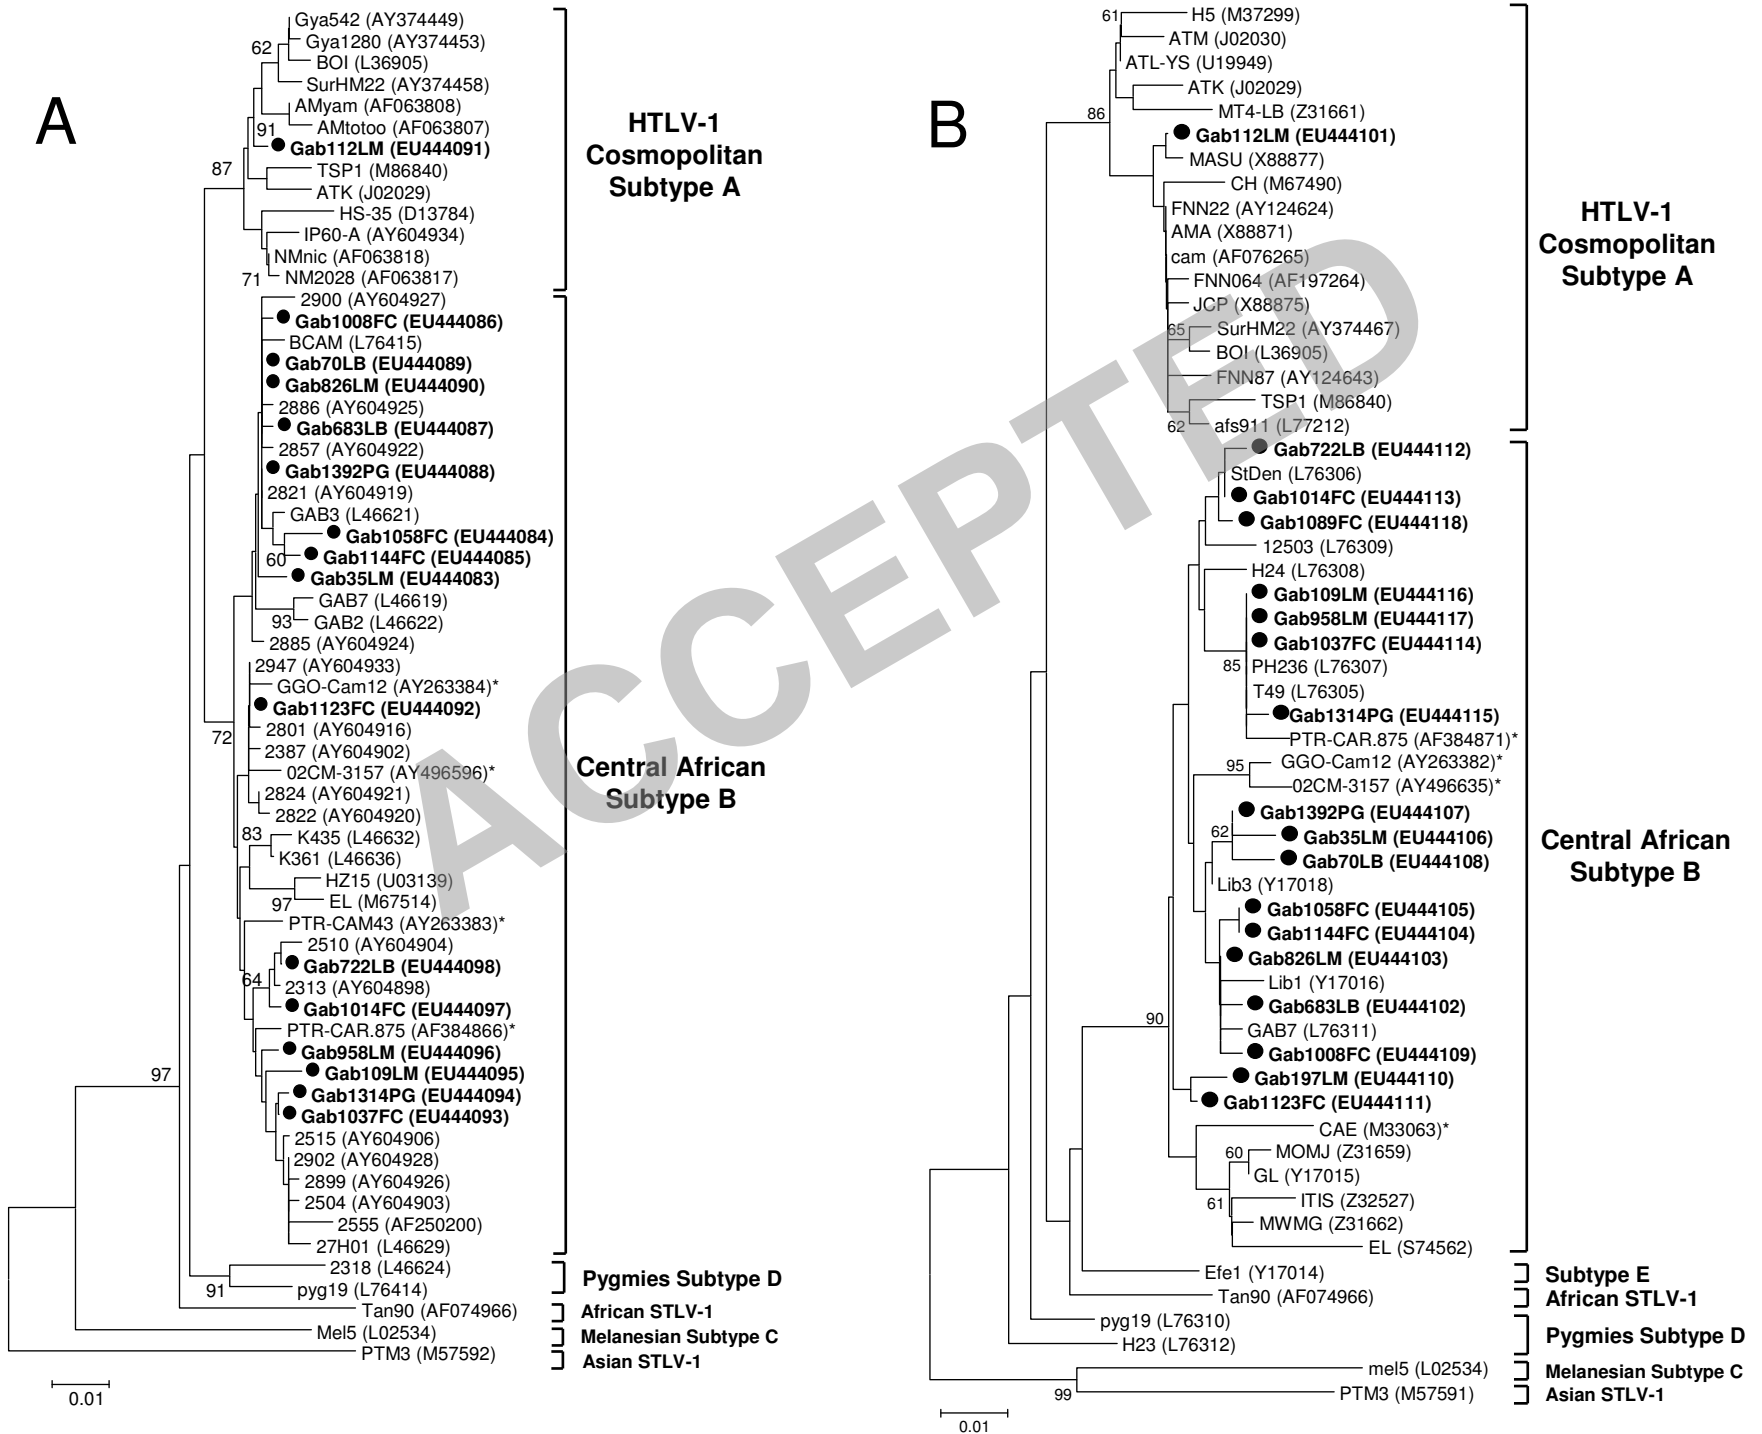 A
Gya542 (AY374449)
Gya1280 (AY374453)
62
BOI (L36905)
SurHM22 (AY374458)
AMyam (AF063808)
AMtotoo (AF063807)
91
Gab112LM (EU444091)
87
TSP1 (M86840)
ATK (J02029)
HS-35 (D13784)
IP60-A (AY604934)
NMnic (AF063818)
NM2028 (AF063817)
71
HTLV-1
Cosmopolitan
Subtype A
2900 (AY604927)
Gab1008FC (EU444086)
BCAM (L76415)
Gab70LB (EU444089)
Gab826LM (EU444090)
2886 (AY604925)
Gab683LB (EU444087)
2857 (AY604922)
Gab1392PG (EU444088)
2821 (AY604919)
GAB3 (L46621)
Gab1058FC (EU444084)
60
Gab1144FC (EU444085)
Gab35LM (EU444083)
GAB7 (L46619)
93
GAB2 (L46622)
2885 (AY604924)
2947 (AY604933)
GGO-Cam12 (AY263384)*
Gab1123FC (EU444092)
72
2801 (AY604916)
2387 (AY604902)
02CM-3157 (AY496596)*
2824 (AY604921)
2822 (AY604920)
83
K435 (L46632)
K361 (L46636)
HZ15 (U03139)
97
EL (M67514)
PTR-CAM43 (AY263383)*
2510 (AY604904)
Gab722LB (EU444098)
64
2313 (AY604898)
Gab1014FC (EU444097)
PTR-CAR.875 (AF384866)*
Gab958LM (EU444096)
Gab109LM (EU444095)
97
Gab1314PG (EU444094)
Gab1037FC (EU444093)
2515 (AY604906)
2902 (AY604928)
2899 (AY604926)
2504 (AY604903)
2555 (AF250200)
27H01 (L46629)
Central African
Subtype B
2318 (L46624)
91
pyg19 (L76414)
Pygmies Subtype D
Tan90 (AF074966)
African STLV-1
Mel5 (L02534)
Melanesian Subtype C
PTM3 (M57592)
Asian STLV-1
0.01
B
61
H5 (M37299)
ATM (J02030)
ATL-YS (U19949)
ATK (J02029)
MT4-LB (Z31661)
86
Gab112LM (EU444101)
MASU (X88877)
CH (M67490)
FNN22 (AY124624)
AMA (X88871)
cam (AF076265)
FNN064 (AF197264)
JCP (X88875)
65
SurHM22 (AY374467)
BOI (L36905)
FNN87 (AY124643)
TSP1 (M86840)
62
afs911 (L77212)
HTLV-1
Cosmopolitan
Subtype A
Gab722LB (EU444112)
StDen (L76306)
Gab1014FC (EU444113)
Gab1089FC (EU444118)
12503 (L76309)
H24 (L76308)
Gab109LM (EU444116)
Gab958LM (EU444117)
Gab1037FC (EU444114)
85
PH236 (L76307)
T49 (L76305)
Gab1314PG (EU444115)
PTR-CAR.875 (AF384871)*
95
GGO-Cam12 (AY263382)*
02CM-3157 (AY496635)*
Gab1392PG (EU444107)
62
Gab35LM (EU444106)
Gab70LB (EU444108)
Lib3 (Y17018)
Gab1058FC (EU444105)
Gab1144FC (EU444104)
Gab826LM (EU444103)
Lib1 (Y17016)
Gab683LB (EU444102)
90
GAB7 (L76311)
Gab1008FC (EU444109)
Gab197LM (EU444110)
Gab1123FC (EU444111)
CAE (M33063)*
60
MOMJ (Z31659)
GL (Y17015)
61
ITIS (Z32527)
MWMG (Z31662)
EL (S74562)
Central African
Subtype B
Efe1 (Y17014)
Subtype E
Tan90 (AF074966)
African STLV-1
pyg19 (L76310)
H23 (L76312)
Pygmies Subtype D
mel5 (L02534)
Melanesian Subtype C
99
PTM3 (M57591)
Asian STLV-1
0.01
ACCEPTED